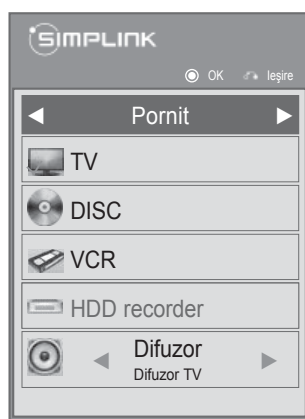 SIMPLINK
OK Ieşire
Pornit
TV
DISC
VCR
HDD recorder
Difuzor
Difuzor TV